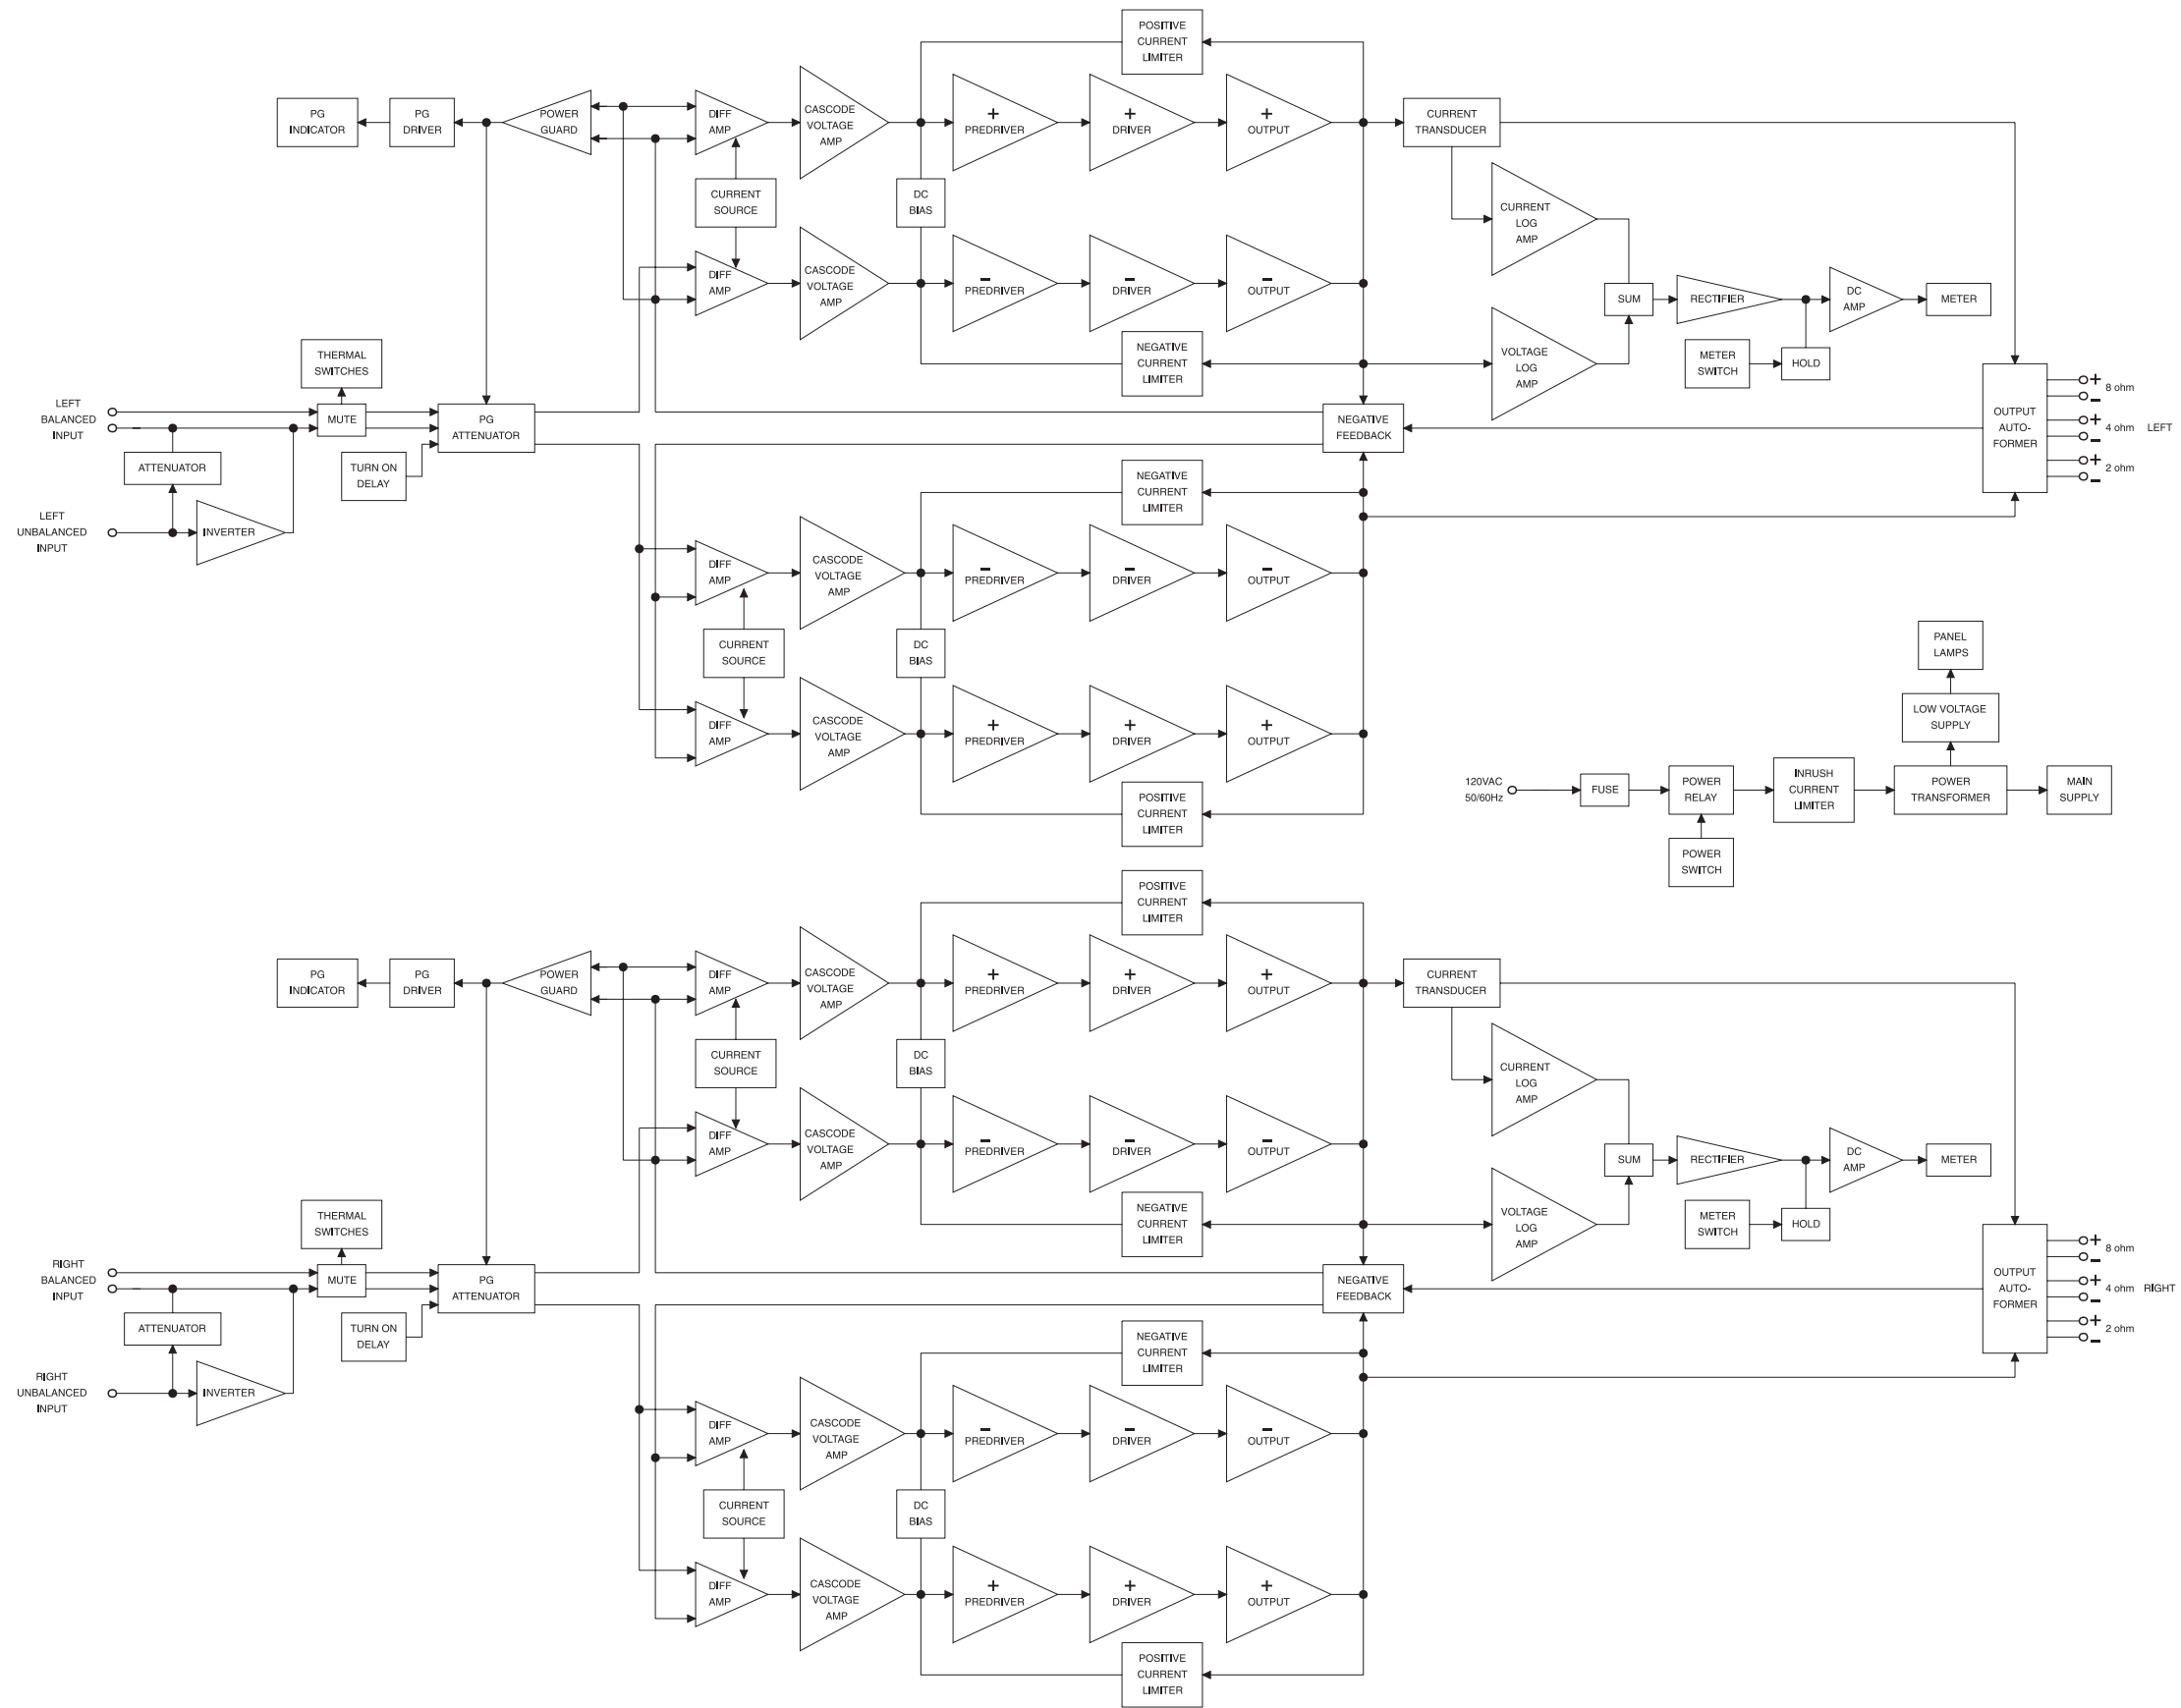 POSITIVE
CURRENT
LIMITER
PG
INDICATOR
PG
DRIVER
POWER
GUARD
DIFF
AMP
CASCODE
VOLTAGE
AMP
+
PREDRIVER
+
DRIVER
+
OUTPUT
CURRENT
TRANSDUCER
CURRENT
SOURCE
DC
BIAS
CURRENT
LOG
AMP
DIFF
AMP
CASCODE
VOLTAGE
AMP
−
PREDRIVER
−
DRIVER
−
OUTPUT
SUM
RECTIFIER
DC
AMP
METER
THERMAL
SWITCHES
NEGATIVE
CURRENT
LIMITER
VOLTAGE
LOG
AMP
METER
SWITCH
HOLD
LEFT
BALANCED
INPUT
−
MUTE
PG
ATTENUATOR
NEGATIVE
FEEDBACK
OUTPUT
AUTO-
FORMER
+
8 ohm
−
+
4 ohm LEFT
−
+
2 ohm
−
ATTENUATOR
TURN ON
DELAY
NEGATIVE
CURRENT
LIMITER
LEFT
UNBALANCED
INPUT
INVERTER
DIFF
AMP
CASCODE
VOLTAGE
AMP
−
PREDRIVER
−
DRIVER
−
OUTPUT
CURRENT
SOURCE
DC
BIAS
PANEL
LAMPS
LOW VOLTAGE
SUPPLY
DIFF
AMP
CASCODE
VOLTAGE
AMP
+
PREDRIVER
+
DRIVER
+
OUTPUT
POSITIVE
CURRENT
LIMITER
120VAC
50/60Hz
FUSE
POWER
RELAY
INRUSH
CURRENT
LIMITER
POWER
TRANSFORMER
MAIN
SUPPLY
POWER
SWITCH
POSITIVE
CURRENT
LIMITER
PG
INDICATOR
PG
DRIVER
POWER
GUARD
DIFF
AMP
CASCODE
VOLTAGE
AMP
+
PREDRIVER
+
DRIVER
+
OUTPUT
CURRENT
TRANSDUCER
CURRENT
SOURCE
DC
BIAS
CURRENT
LOG
AMP
DIFF
AMP
CASCODE
VOLTAGE
AMP
−
PREDRIVER
−
DRIVER
−
OUTPUT
SUM
RECTIFIER
DC
AMP
METER
THERMAL
SWITCHES
NEGATIVE
CURRENT
LIMITER
VOLTAGE
LOG
AMP
METER
SWITCH
HOLD
RIGHT
BALANCED
INPUT
−
MUTE
PG
ATTENUATOR
NEGATIVE
FEEDBACK
OUTPUT
AUTO-
FORMER
+
8 ohm
−
+
4 ohm RIGHT
−
+
2 ohm
−
ATTENUATOR
TURN ON
DELAY
NEGATIVE
CURRENT
LIMITER
RIGHT
UNBALANCED
INPUT
INVERTER
DIFF
AMP
CASCODE
VOLTAGE
AMP
−
PREDRIVER
−
DRIVER
−
OUTPUT
CURRENT
SOURCE
DC
BIAS
DIFF
AMP
CASCODE
VOLTAGE
AMP
+
PREDRIVER
+
DRIVER
+
OUTPUT
POSITIVE
CURRENT
LIMITER